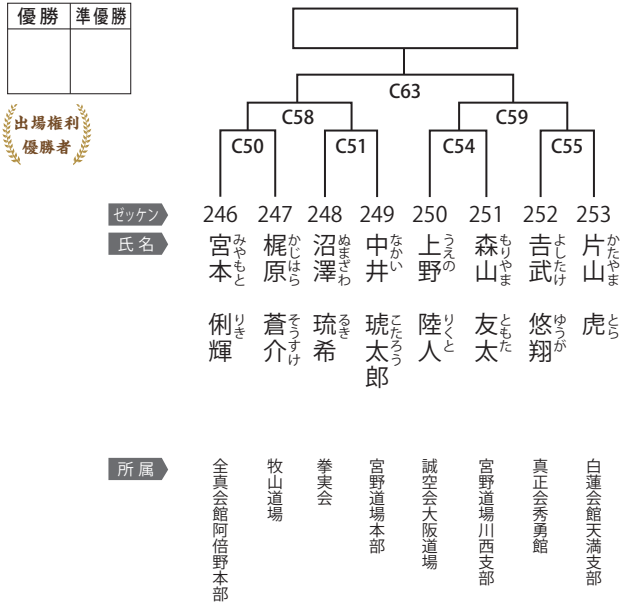 優勝 準優勝
出場権利
優勝者
C63
C58 C59
C50 C51 C54 C55
ゼッケン 246 247 248 249 250 251 252 253
氏名
宮本 俐輝
みやもと りき
梶原 蒼介
かじはら そうすけ
沼澤 琉希
ぬまざわ るき
中井 琥太郎
なかい こたろう
上野 陸人
うえの りくと
森山 友太
もりやま ともた
𠮷武 悠翔
よしたけ ゆうが
片山 虎
かたやま とら
所属
全真会館阿倍野本部
牧山道場
拳実会
宮野道場本部
誠空会大阪道場
宮野道場川西支部
真正会秀勇館
白蓮会館天満支部